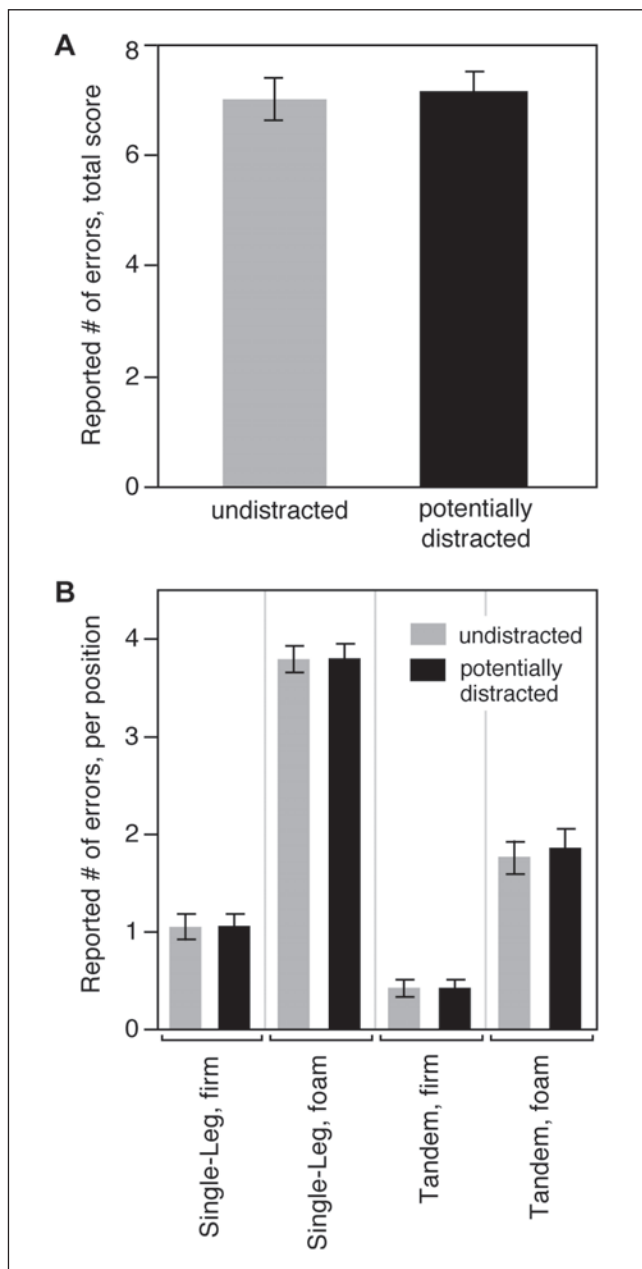 A
Reported # of errors, total score
8
6
4
2
0
undistracted
potentially
distracted
B
Reported # of errors, per position
4
3
2
1
0
undistracted
potentially
distracted
Single-Leg, firm
Single-Leg, foam
Tandem, firm
Tandem, foam